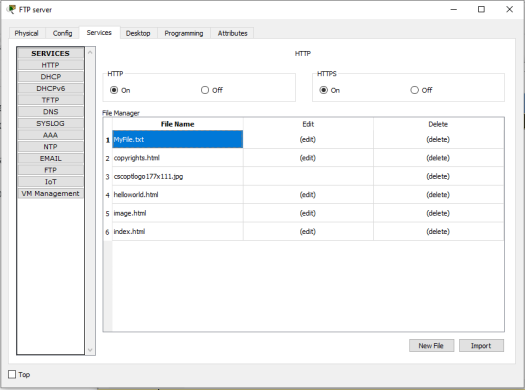 FTP server
Physical Config Services Desktop Programming Attributes
SERVICES
HTTP
DHCP
DHCPv6
TFTP
DNS
SYSLOG
AAA
NTP
EMAIL
FTP
IoT
VM Management
HTTP
HTTP
On Off
HTTPS
On Off
File Manager
File Name Edit Delete
1 MyFile.txt (edit) (delete)
2 copyrights.html (edit) (delete)
3 cscoptlogo177x111.jpg (delete)
4 helloworld.html (edit) (delete)
5 image.html (edit) (delete)
6 index.html (edit) (delete)
New File Import
Top